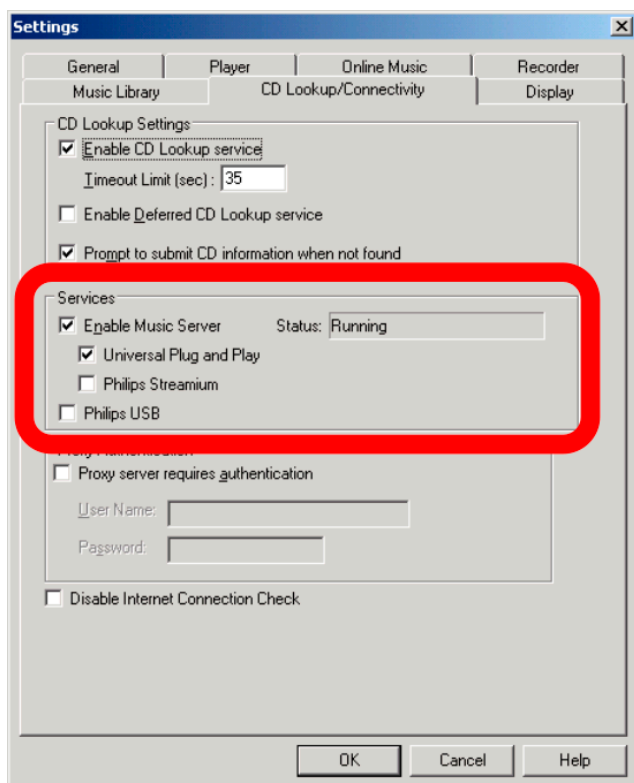 Settings
General Player Online Music Recorder
Music Library CD Lookup/Connectivity Display
CD Lookup Settings
Enable CD Lookup service
Timeout Limit (sec) : 35
Enable Deferred CD Lookup service
Prompt to submit CD information when not found
Services
Enable Music Server Status: Running
Universal Plug and Play
Philips Streamium
Philips USB
Proxy Authentication
Proxy server requires authentication
User Name:
Password:
Disable Internet Connection Check
OK Cancel Help